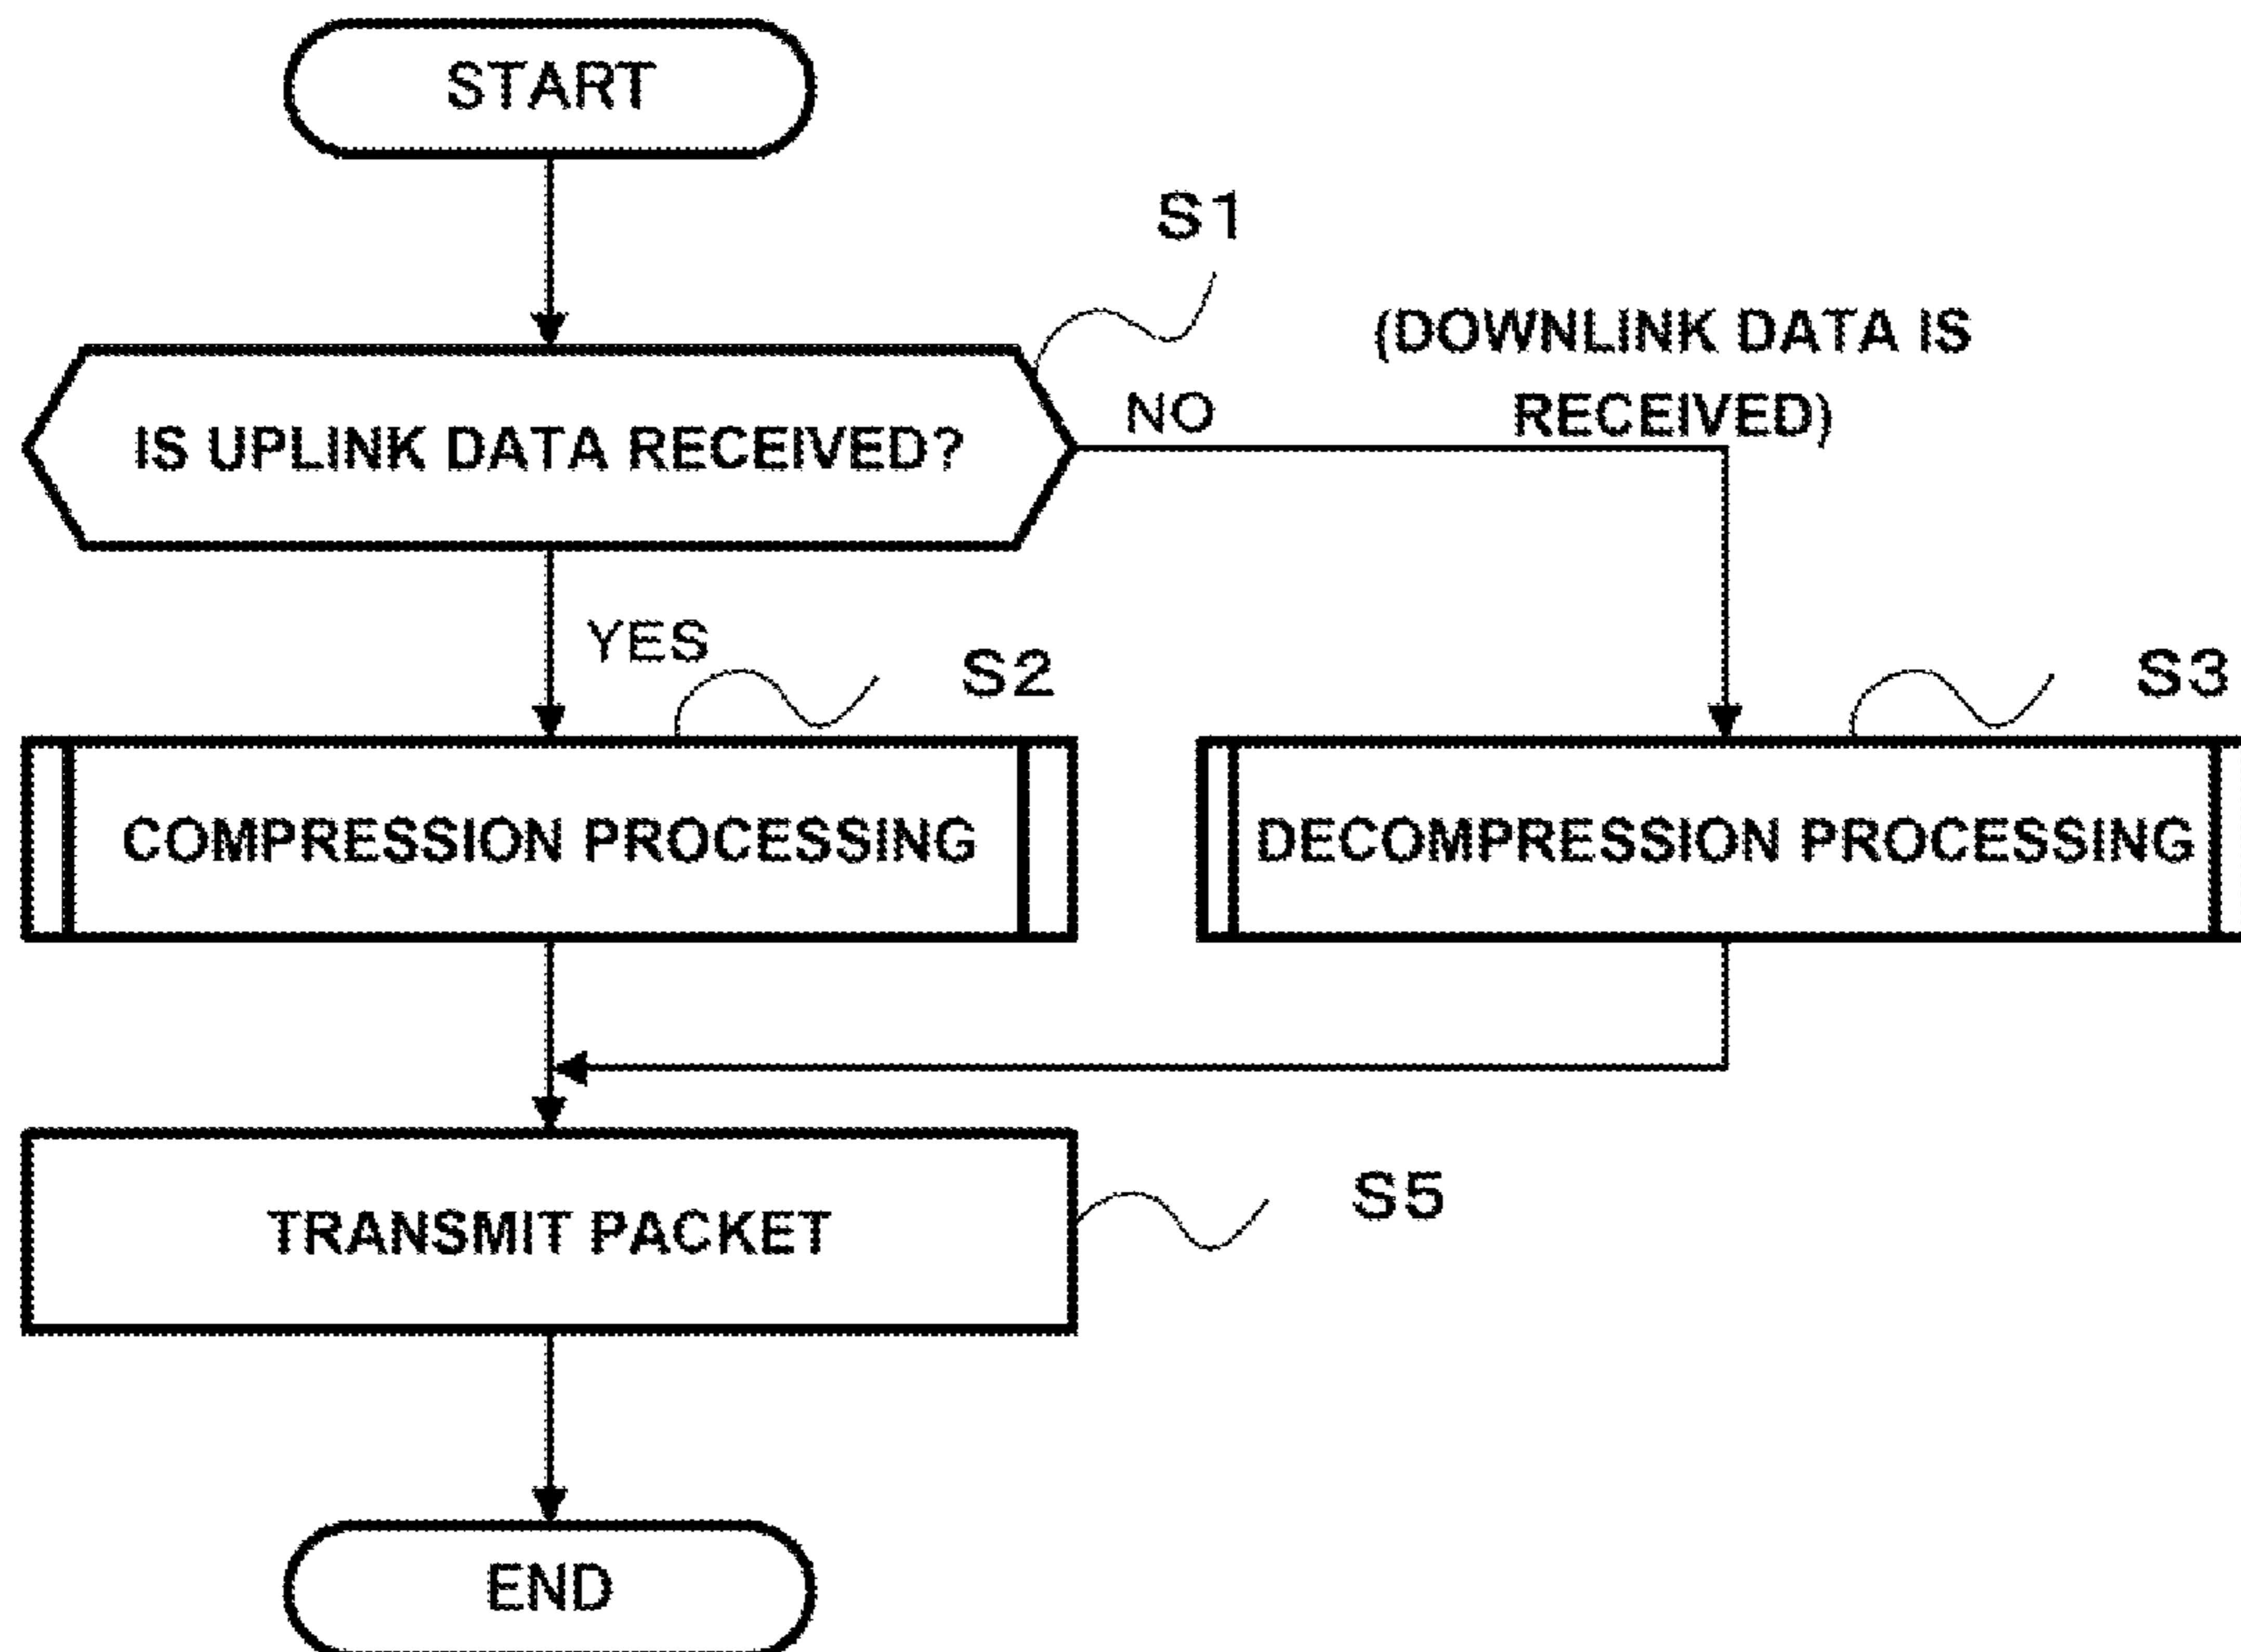 START
S1
(DOWNLINK DATA IS
RECEIVED)
NO
IS UPLINK DATA RECEIVED?
YES
S2
S3
COMPRESSION PROCESSING
DECOMPRESSION PROCESSING
TRANSMIT PACKET
S5
END